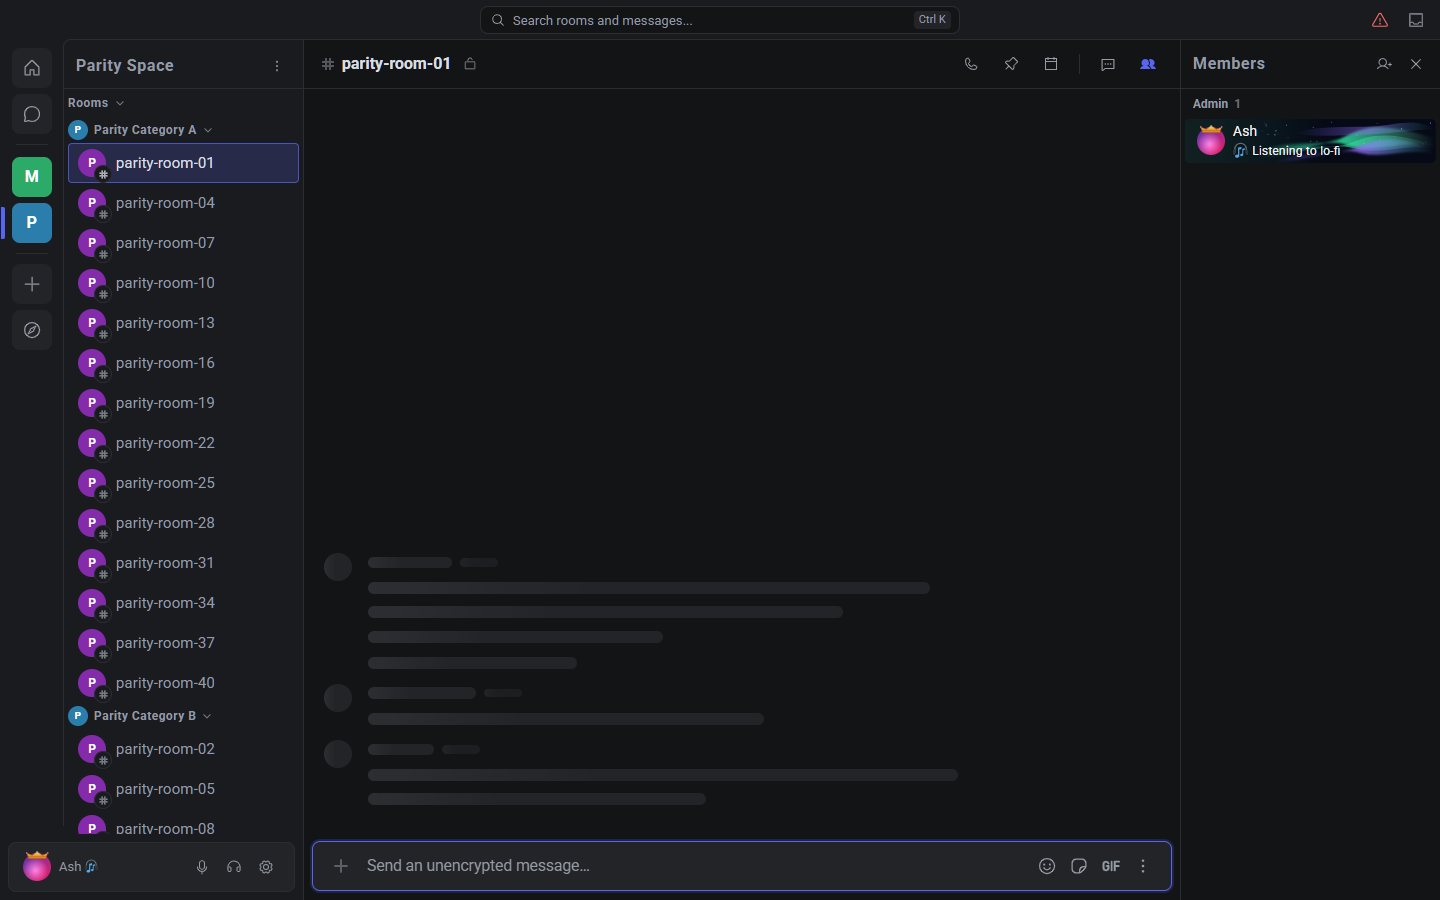 Search rooms and messages...
Ctrl K
M
P
Parity Space
Rooms
P Parity Category A
P parity-room-01
P parity-room-04
P parity-room-07
P parity-room-10
P parity-room-13
P parity-room-16
P parity-room-19
P parity-room-22
P parity-room-25
P parity-room-28
P parity-room-31
P parity-room-34
P parity-room-37
P parity-room-40
P Parity Category B
P parity-room-02
P parity-room-05
P parity-room-08
Ash
parity-room-01
Send an unencrypted message...
GIF
Members
Admin 1
Ash
Listening to lo-fi